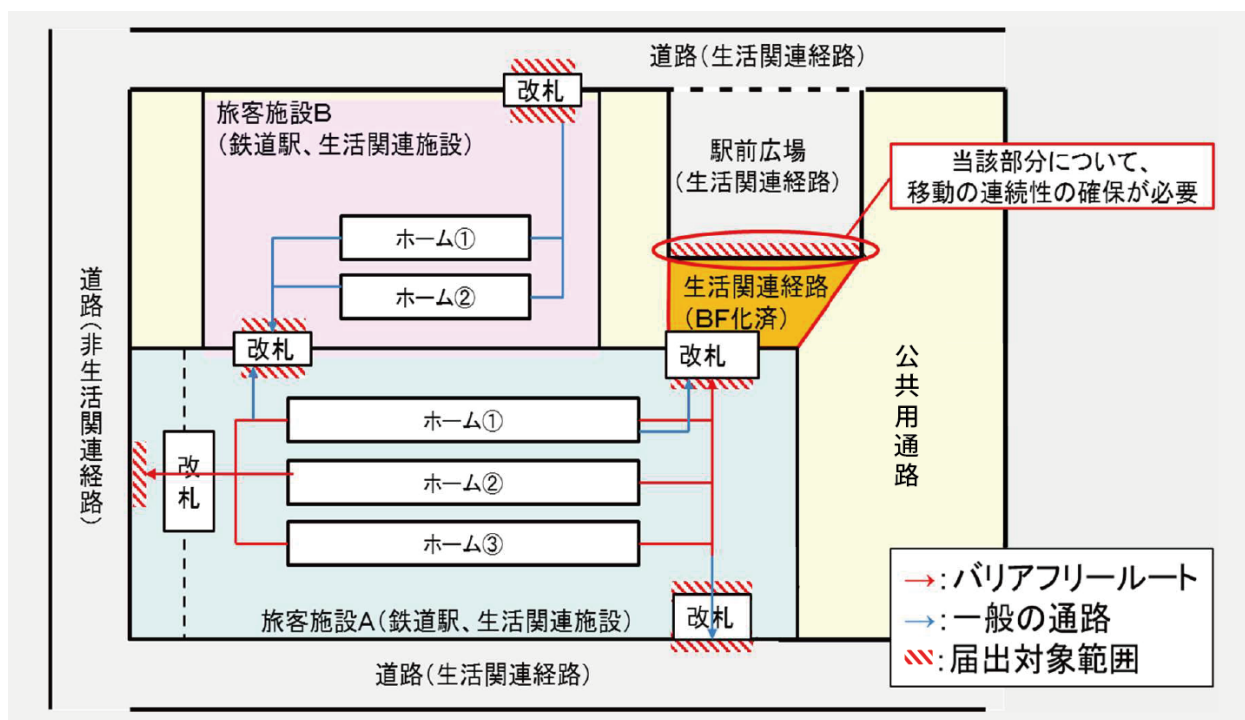 道路(生活関連経路)
改札
旅客施設B
(鉄道駅、生活関連施設)
駅前広場
(生活関連経路)
当該部分について、
移動の連続性の確保が必要
ホーム①
ホーム②
生活関連経路
(BF化済)
道路(非生活関連経路)
改札
改札
公共用通路
ホーム①
改札
ホーム②
ホーム③
旅客施設A(鉄道駅、生活関連施設)
改札
道路(生活関連経路)
→:バリアフリールート
→:一般の通路
:届出対象範囲